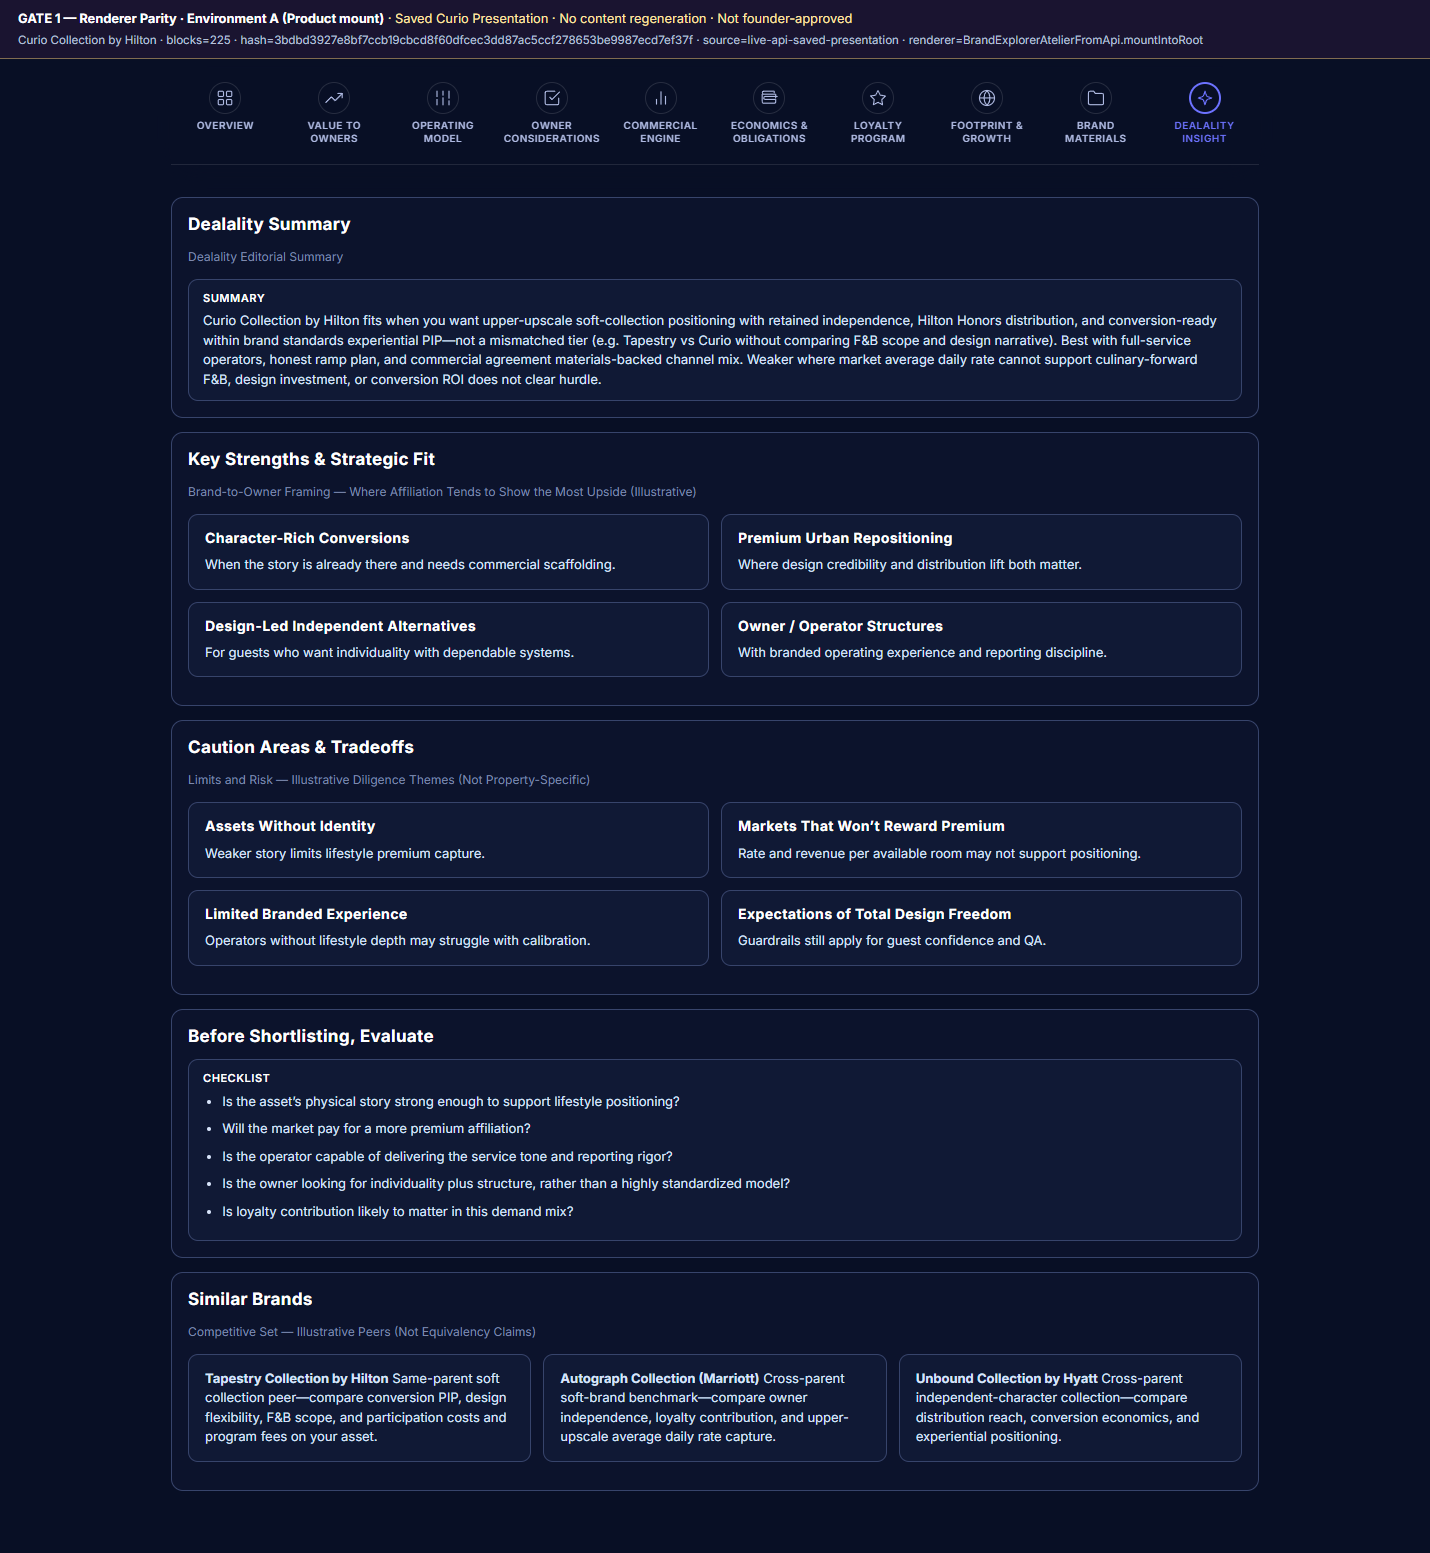 GATE 1 — Renderer Parity · Environment A (Product mount) · Saved Curio Presentation · No content regeneration · Not founder-approved
Curio Collection by Hilton · blocks=225 · hash=3bdbd3927e8bf7ccb19cbcd8f60dfcec3dd87ac5ccf278653be9987ecd7ef37f · source=live-api-saved-presentation · renderer=BrandExplorerAtelierFromApi.mountIntoRoot
OVERVIEW
VALUE TO OWNERS
OPERATING MODEL
OWNER CONSIDERATIONS
COMMERCIAL ENGINE
ECONOMICS & OBLIGATIONS
LOYALTY PROGRAM
FOOTPRINT & GROWTH
BRAND MATERIALS
DEALALITY INSIGHT
Dealality Summary
Dealality Editorial Summary
SUMMARY
Curio Collection by Hilton fits when you want upper-upscale soft-collection positioning with retained independence, Hilton Honors distribution, and conversion-ready
within brand standards experiential PIP—not a mismatched tier (e.g. Tapestry vs Curio without comparing F&B scope and design narrative). Best with full-service
operators, honest ramp plan, and commercial agreement materials-backed channel mix. Weaker where market average daily rate cannot support culinary-forward
F&B, design investment, or conversion ROI does not clear hurdle.
Key Strengths & Strategic Fit
Brand-to-Owner Framing — Where Affiliation Tends to Show the Most Upside (Illustrative)
Character-Rich Conversions
When the story is already there and needs commercial scaffolding.
Premium Urban Repositioning
Where design credibility and distribution lift both matter.
Design-Led Independent Alternatives
For guests who want individuality with dependable systems.
Owner / Operator Structures
With branded operating experience and reporting discipline.
Caution Areas & Tradeoffs
Limits and Risk — Illustrative Diligence Themes (Not Property-Specific)
Assets Without Identity
Weaker story limits lifestyle premium capture.
Markets That Won't Reward Premium
Rate and revenue per available room may not support positioning.
Limited Branded Experience
Operators without lifestyle depth may struggle with calibration.
Expectations of Total Design Freedom
Guardrails still apply for guest confidence and QA.
Before Shortlisting, Evaluate
CHECKLIST
• Is the asset's physical story strong enough to support lifestyle positioning?
• Will the market pay for a more premium affiliation?
• Is the operator capable of delivering the service tone and reporting rigor?
• Is the owner looking for individuality plus structure, rather than a highly standardized model?
• Is loyalty contribution likely to matter in this demand mix?
Similar Brands
Competitive Set — Illustrative Peers (Not Equivalency Claims)
Tapestry Collection by Hilton Same-parent soft
collection peer—compare conversion PIP, design
flexibility, F&B scope, and participation costs and
program fees on your asset.
Autograph Collection (Marriott) Cross-parent
soft-brand benchmark—compare owner
independence, loyalty contribution, and upper-
upscale average daily rate capture.
Unbound Collection by Hyatt Cross-parent
independent-character collection—compare
distribution reach, conversion economics, and
experiential positioning.